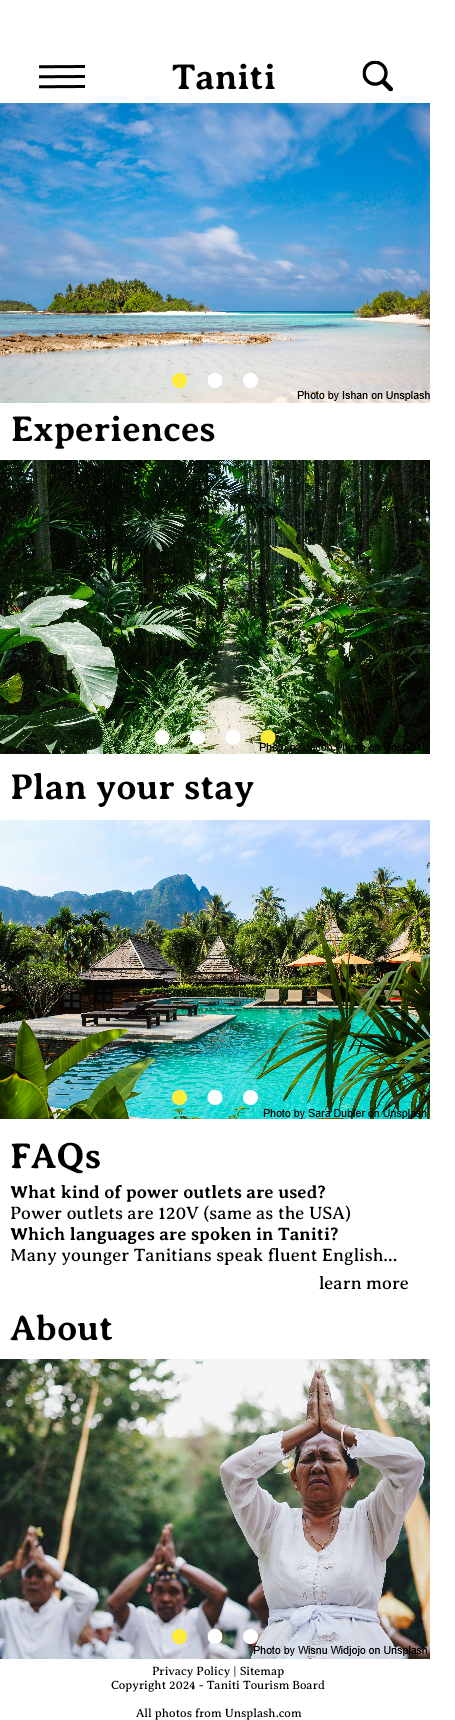 Taniti
Photo by Ishan on Unsplash
Experiences
Plan your stay
Photo by Sara Dubler on Unsplash
FAQs
What kind of power outlets are used?
Power outlets are 120V (same as the USA)
Which languages are spoken in Taniti?
Many younger Tanitians speak fluent English...
learn more
About
Photo by Wisnu Widjojo on Unsplash
Privacy Policy | Sitemap
Copyright 2024 - Taniti Tourism Board
All photos from Unsplash.com